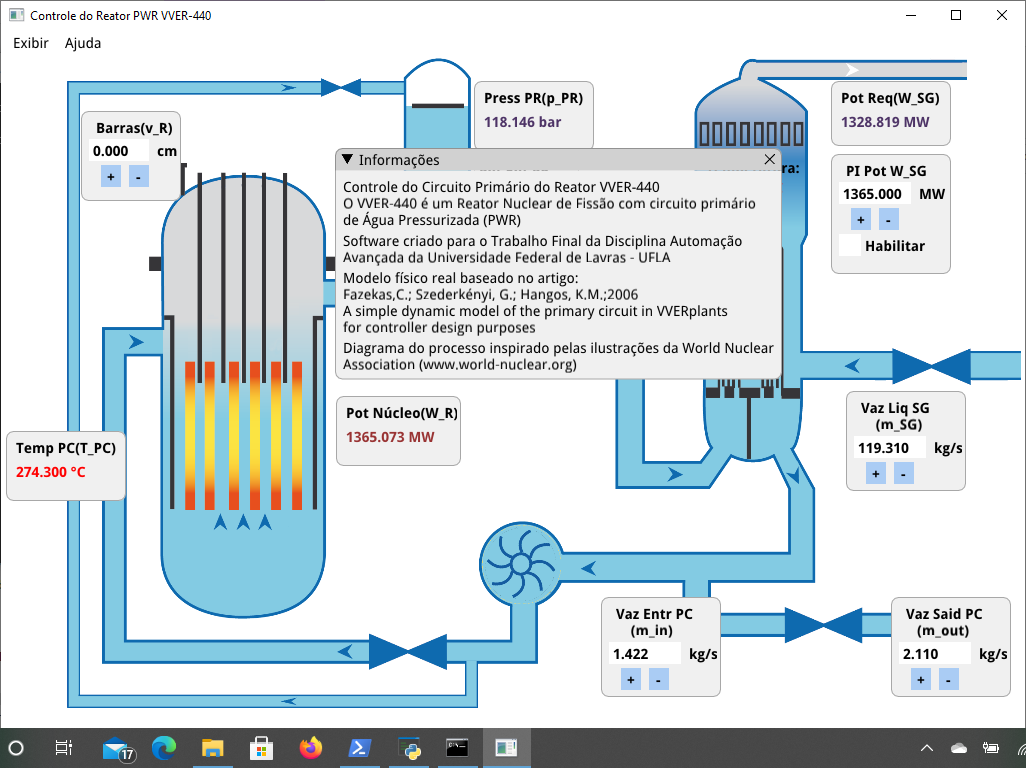 Controle do Reator PWR VVER-440
Exibir Ajuda
Press PR(p_PR)
118.146 bar
Pot Req(W_SG)
1328.819 MW
Barras(v_R)
0.000 cm
+ -
Informações
ra:
PI Pot W_SG
1365.000 MW
+ -
Habilitar
Controle do Circuito Primário do Reator VVER-440
O VVER-440 é um Reator Nuclear de Fissão com circuito primário
de Água Pressurizada (PWR)
Software criado para o Trabalho Final da Disciplina Automação
Avançada da Universidade Federal de Lavras - UFLA
Modelo físico real baseado no artigo:
Fazekas,C.; Szederkényi, G.; Hangos, K.M.;2006
A simple dynamic model of the primary circuit in VVERplants
for controller design purposes
Diagrama do processo inspirado pelas ilustrações da World Nuclear
Association (www.world-nuclear.org)
Pot Núcleo(W_R)
1365.073 MW
Vaz Liq SG
(m_SG)
119.310 kg/s
+ -
Temp PC(T_PC)
274.300 °C
Vaz Entr PC
(m_in)
1.422 kg/s
+ -
Vaz Said PC
(m_out)
2.110 kg/s
+ -
17